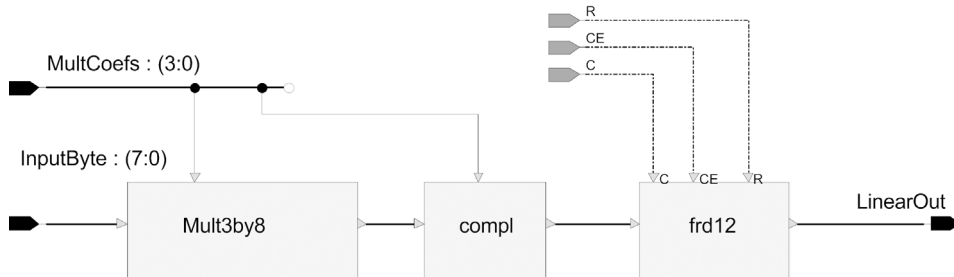 R
CE
C
MultCoefs : (3:0)
InputByte : (7:0)
C CE R
Mult3by8
compl
frd12
LinearOut